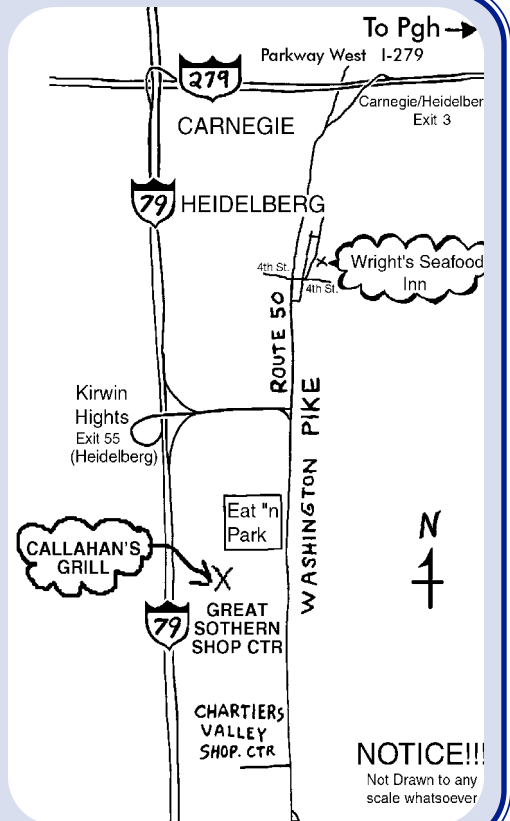 To Pgh
Parkway West I-279
279
Carnegie/Heidelber
Exit 3
CARNEGIE
79
HEIDELBERG
Wright's Seafood
Inn
4th St.
4th St.
ROUTE 50
Kirwin
Hights
Exit 55
(Heidelberg)
WASHINGTON PIKE
Eat "n
Park
N
CALLAHAN'S
GRILL
X
79
GREAT
SOTHERN
SHOP CTR
CHARTIERS
VALLEY
SHOP. CTR
NOTICE!!!
Not Drawn to any
scale whatsoever